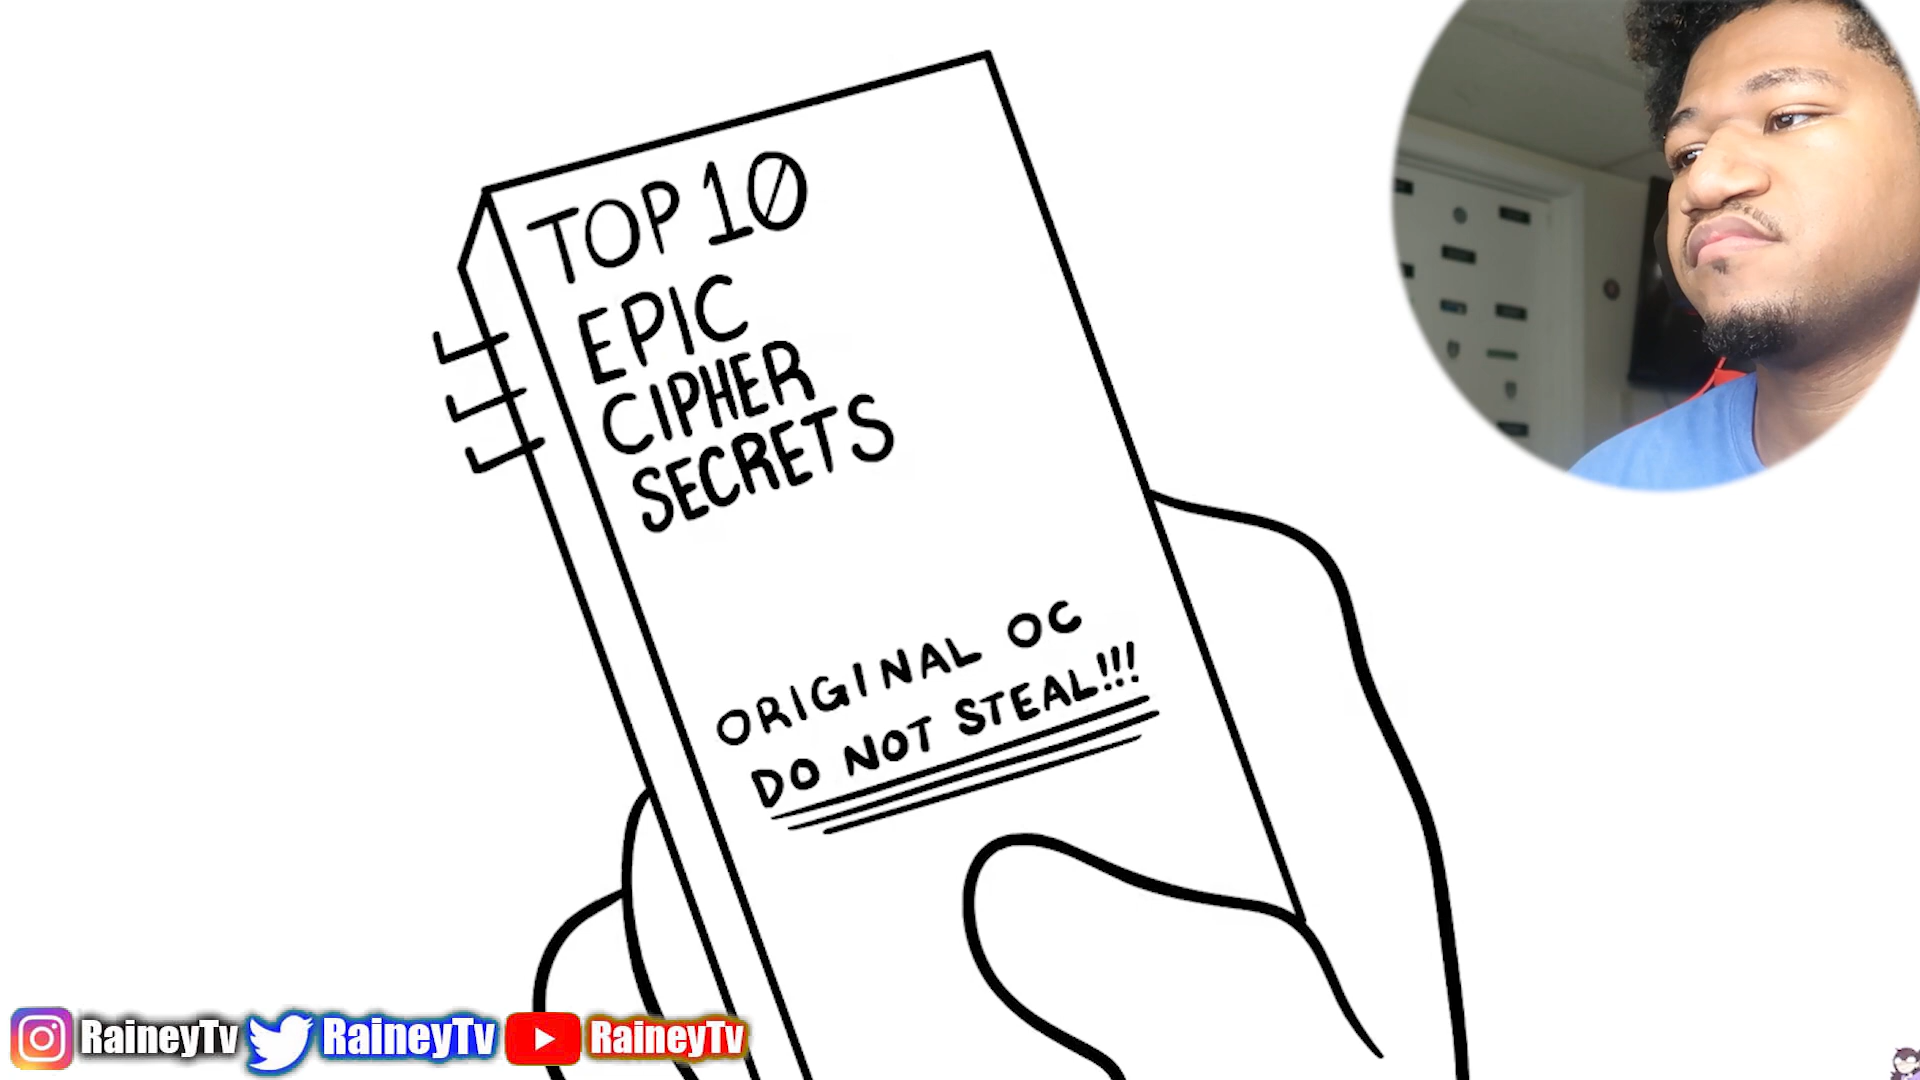 TOP 10
EPIC
CIPHER
SECRETS
ORIGINAL OC
DO NOT STEAL!!!
RaineyTv RaineyTv RaineyTv